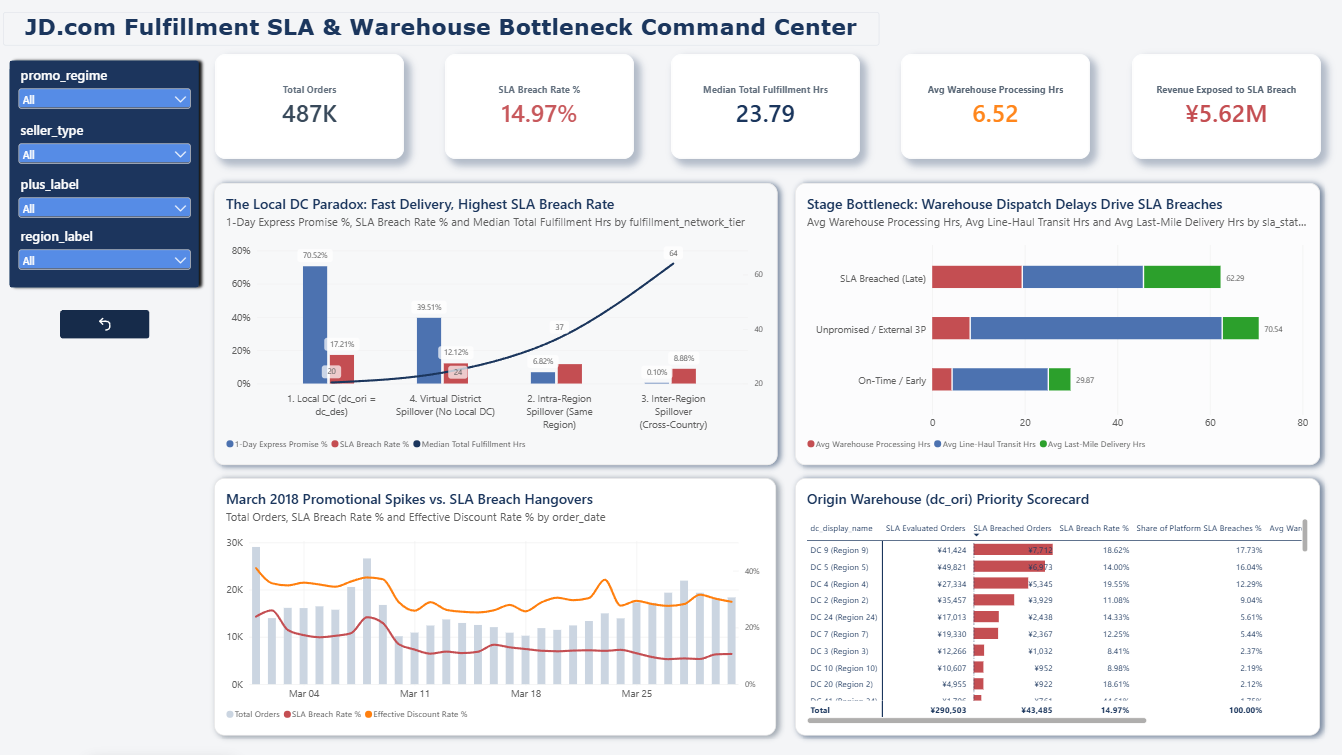 JD.com Fulfillment SLA & Warehouse Bottleneck Command Center
promo_regime
All
seller_type
All
plus_label
All
region_label
All
Total Orders
487K
SLA Breach Rate %
14.97%
Median Total Fulfillment Hrs
23.79
Avg Warehouse Processing Hrs
6.52
Revenue Exposed to SLA Breach
¥5.62M
The Local DC Paradox: Fast Delivery, Highest SLA Breach Rate
1-Day Express Promise %, SLA Breach Rate % and Median Total Fulfillment Hrs by fulfillment_network_tier
80%
60%
40%
20%
0%
60
40
20
70.52%
17.21%
20
39.51%
12.12%
24
6.82%
37
0.10%
8.88%
64
1. Local DC (dc_ori =
dc_des)
4. Virtual District
Spillover (No Local DC)
2. Intra-Region
Spillover (Same
Region)
3. Inter-Region
Spillover
(Cross-Country)
1-Day Express Promise % SLA Breach Rate % Median Total Fulfillment Hrs
Stage Bottleneck: Warehouse Dispatch Delays Drive SLA Breaches
Avg Warehouse Processing Hrs, Avg Line-Haul Transit Hrs and Avg Last-Mile Delivery Hrs by sla_stat...
SLA Breached (Late)
62.29
Unpromised / External 3P
70.54
On-Time / Early
29.87
0 20 40 60 80
Avg Warehouse Processing Hrs Avg Line-Haul Transit Hrs Avg Last-Mile Delivery Hrs
March 2018 Promotional Spikes vs. SLA Breach Hangovers
Total Orders, SLA Breach Rate % and Effective Discount Rate % by order_date
30K
20K
10K
0K
40%
20%
0%
Mar 04 Mar 11 Mar 18 Mar 25
Total Orders SLA Breach Rate % Effective Discount Rate %
Origin Warehouse (dc_ori) Priority Scorecard
dc_display_name SLA Evaluated Orders SLA Breached Orders SLA Breach Rate % Share of Platform SLA Breaches % Avg
DC 9 (Region 9) ¥41,424 ¥7,712 18.62% 17.73%
DC 5 (Region 5) ¥49,821 ¥6,973 14.00% 16.04%
DC 4 (Region 4) ¥27,334 ¥5,345 19.55% 12.29%
DC 2 (Region 2) ¥35,457 ¥3,929 11.08% 9.04%
DC 24 (Region 24) ¥17,013 ¥2,438 14.33% 5.61%
DC 7 (Region 7) ¥19,330 ¥2,367 12.25% 5.44%
DC 3 (Region 3) ¥12,266 ¥1,032 8.41% 2.37%
DC 10 (Region 10) ¥10,607 ¥952 8.98% 2.19%
DC 20 (Region 2) ¥4,955 ¥922 18.61% 2.12%
Total ¥290,503 ¥43,485 14.97% 100.00%